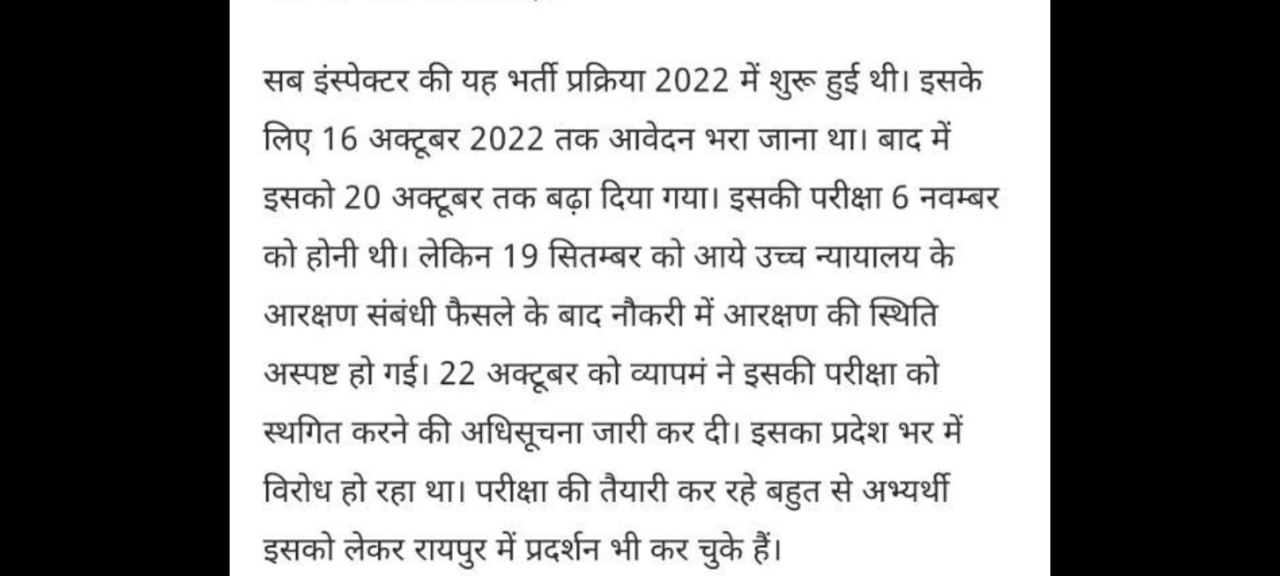 सब इंस्पेक्टर की यह भर्ती प्रक्रिया 2022 में शुरू हुई थी। इसके
लिए 16 अक्टूबर 2022 तक आवेदन भरा जाना था। बाद में
इसको 20 अक्टूबर तक बढ़ा दिया गया। इसकी परीक्षा 6 नवम्बर
को होनी थी। लेकिन 19 सितम्बर को आये उच्च न्यायालय के
आरक्षण संबंधी फैसले के बाद नौकरी में आरक्षण की स्थिति
अस्पष्ट हो गई। 22 अक्टूबर को व्यापमं ने इसकी परीक्षा को
स्थगित करने की अधिसूचना जारी कर दी। इसका प्रदेश भर में
विरोध हो रहा था। परीक्षा की तैयारी कर रहे बहुत से अभ्यर्थी
इसको लेकर रायपुर में प्रदर्शन भी कर चुके हैं।